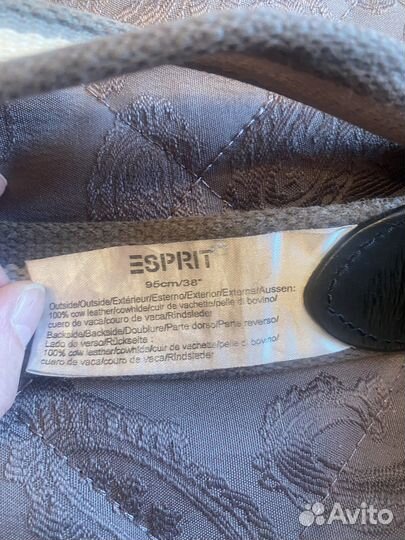 ESPRIT
95cm/38"
Outside/Outside/Extérieur/Esterno/Exterior/Externa/Aussen:
100% cow leather/cowhide/cuir de vachette/pelle di bovino/
cuero de vaca/couro de vaca/Rindsleder
Backside/Backside/Doublure/Parte dorso/Parte reverso/
Lado de verso/Rückseite :
100% cow leather/cowhide/cuir de vachette/pelle di bovino/
cuero de vaca/couro de vaca/Rindsleder
Avito